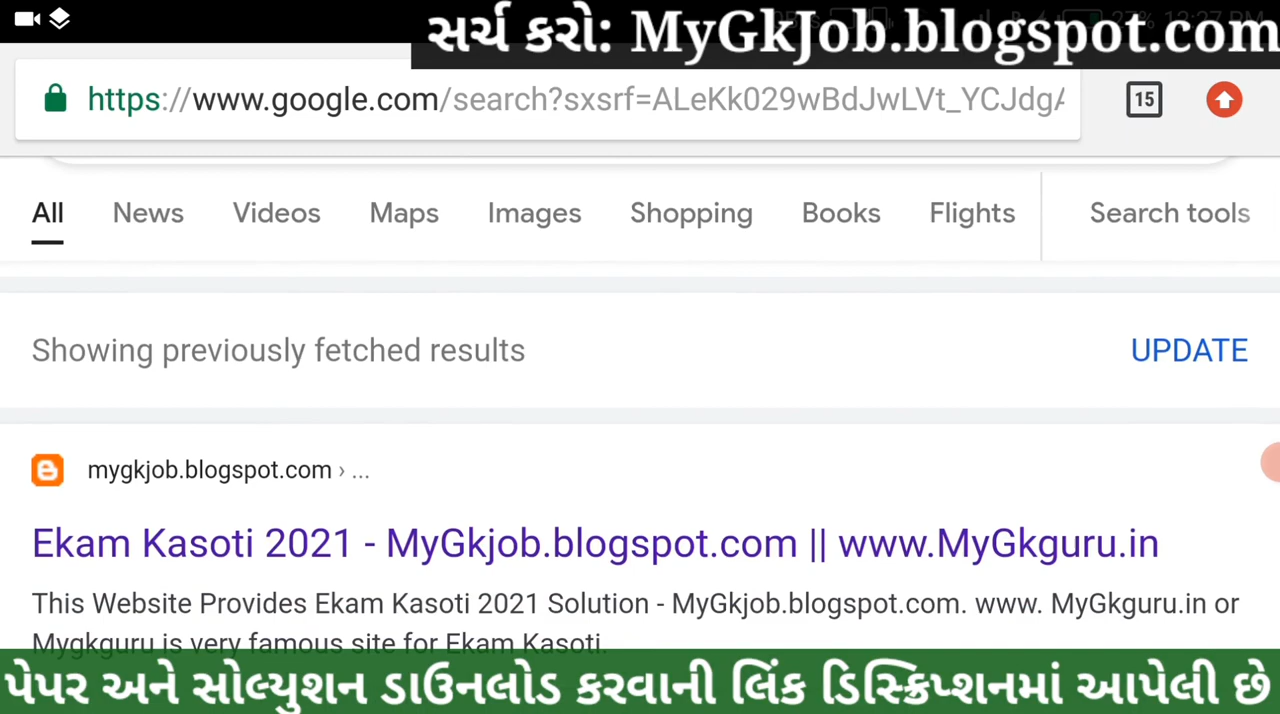 સર્ચ કરો: MyGkJob.blogspot.com
https://www.google.com/search?sxsrf=ALeKk029wBdJwLVt_YCJdgA
15
All News Videos Maps Images Shopping Books Flights Search tools
Showing previously fetched results UPDATE
mygkjob.blogspot.com › ...
Ekam Kasoti 2021 - MyGkjob.blogspot.com || www.MyGkguru.in
This Website Provides Ekam Kasoti 2021 Solution - MyGkjob.blogspot.com. www. MyGkguru.in or
Mygkguru is very famous site for Ekam Kasoti.
પેપર અને સોલ્યુશન ડાઉનલોડ કરવાની લિંક ડિસ્ક્રિપ્શનમાં આપેલી છે